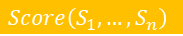 Score(S₁, ..., Sₙ)